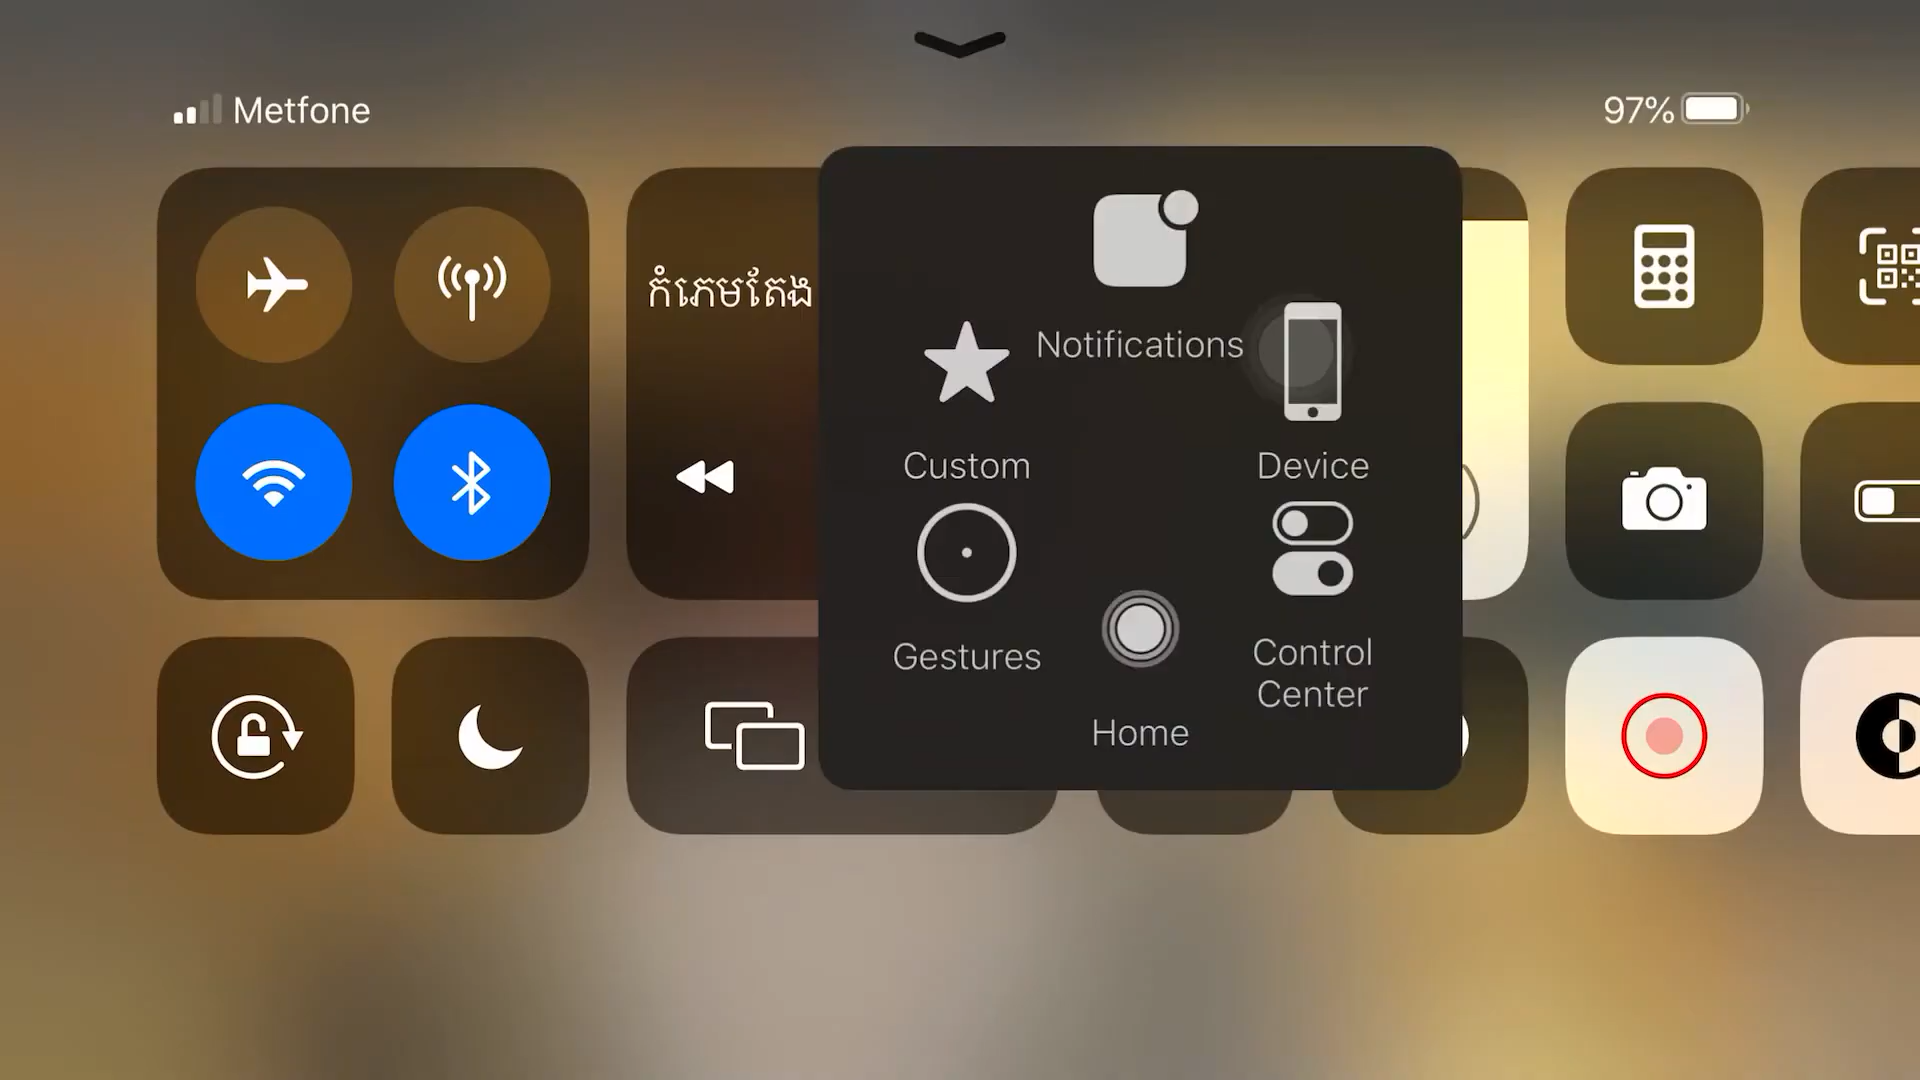 Metfone
97%
កំភេមតែង
Notifications
Custom
Device
Gestures
Control
Center
Home